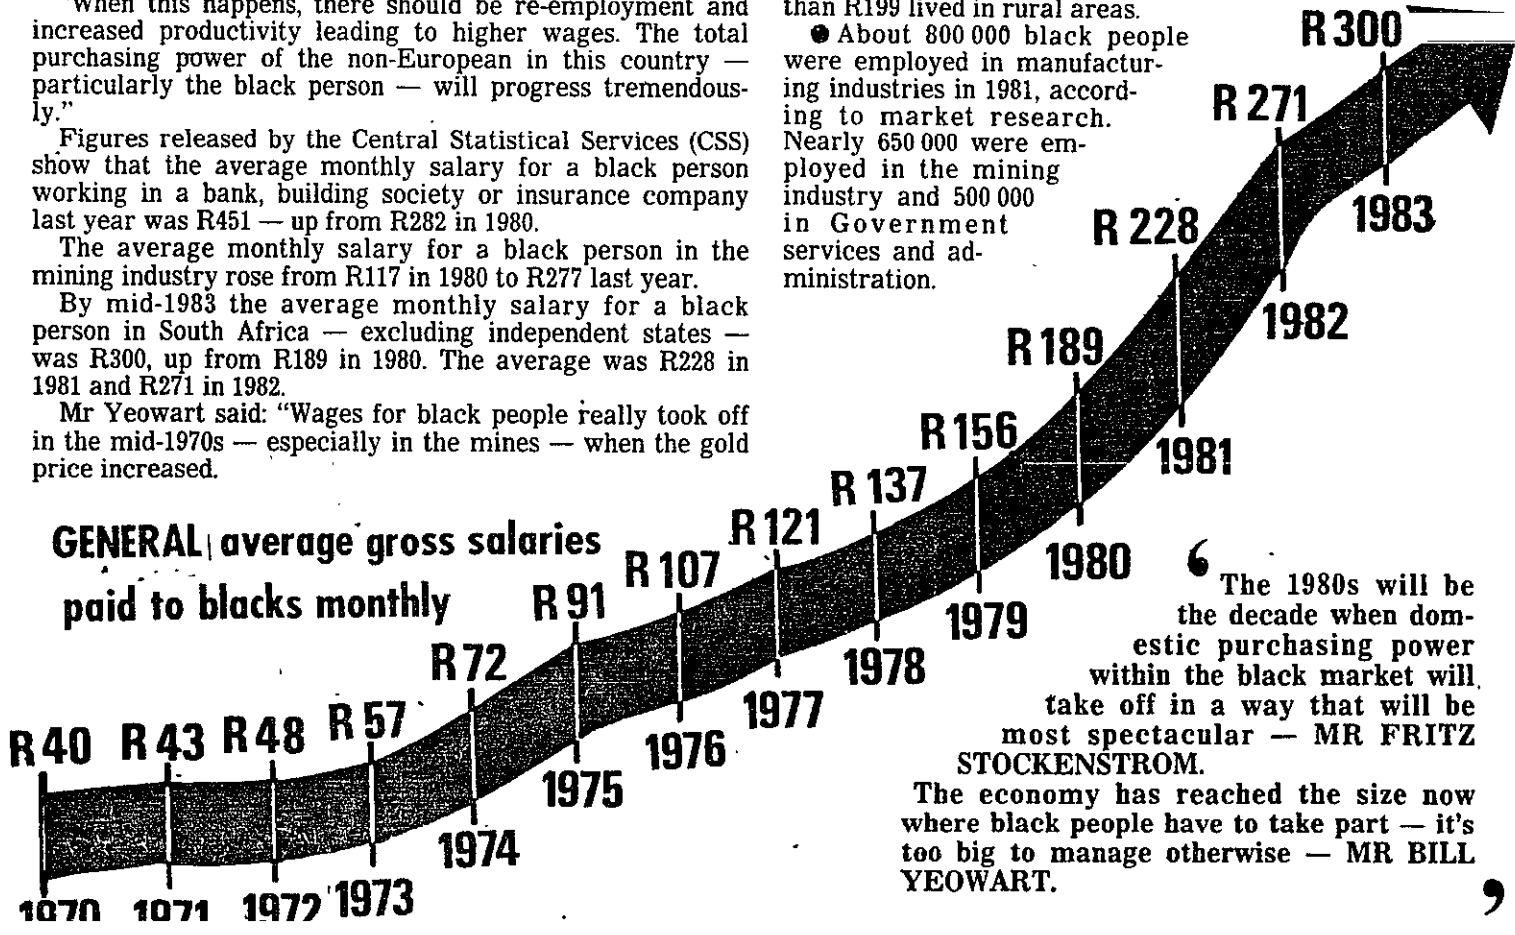 "When this happens, there should be re-employment and
increased productivity leading to higher wages. The total
purchasing power of the non-European in this country —
particularly the black person — will progress tremendous-
ly."
Figures released by the Central Statistical Services (CSS)
show that the average monthly salary for a black person
working in a bank, building society or insurance company
last year was R451 — up from R282 in 1980.
The average monthly salary for a black person in the
mining industry rose from R117 in 1980 to R277 last year.
By mid-1983 the average monthly salary for a black
person in South Africa — excluding independent states —
was R300, up from R189 in 1980. The average was R228 in
1981 and R271 in 1982.
Mr Yeowart said: "Wages for black people really took off
in the mid-1970s — especially in the mines — when the gold
price increased.
than R199 lived in rural areas.
● About 800 000 black people
were employed in manufactur-
ing industries in 1981, accord-
ing to market research.
Nearly 650 000 were em-
ployed in the mining
industry and 500 000
in Government
services and ad-
ministration.
GENERAL average gross salaries
paid to blacks monthly
R40
R43
R48
R57
R72
R91
R107
R121
R137
R156
R189
R228
R271
R300
1970
1971
1972
1973
1974
1975
1976
1977
1978
1979
1980
1981
1982
1983
‘
The 1980s will be
the decade when dom-
estic purchasing power
within the black market will
take off in a way that will be
most spectacular — MR FRITZ
STOCKENSTROM.
The economy has reached the size now
where black people have to take part — it's
too big to manage otherwise — MR BILL
YEOWART.
’